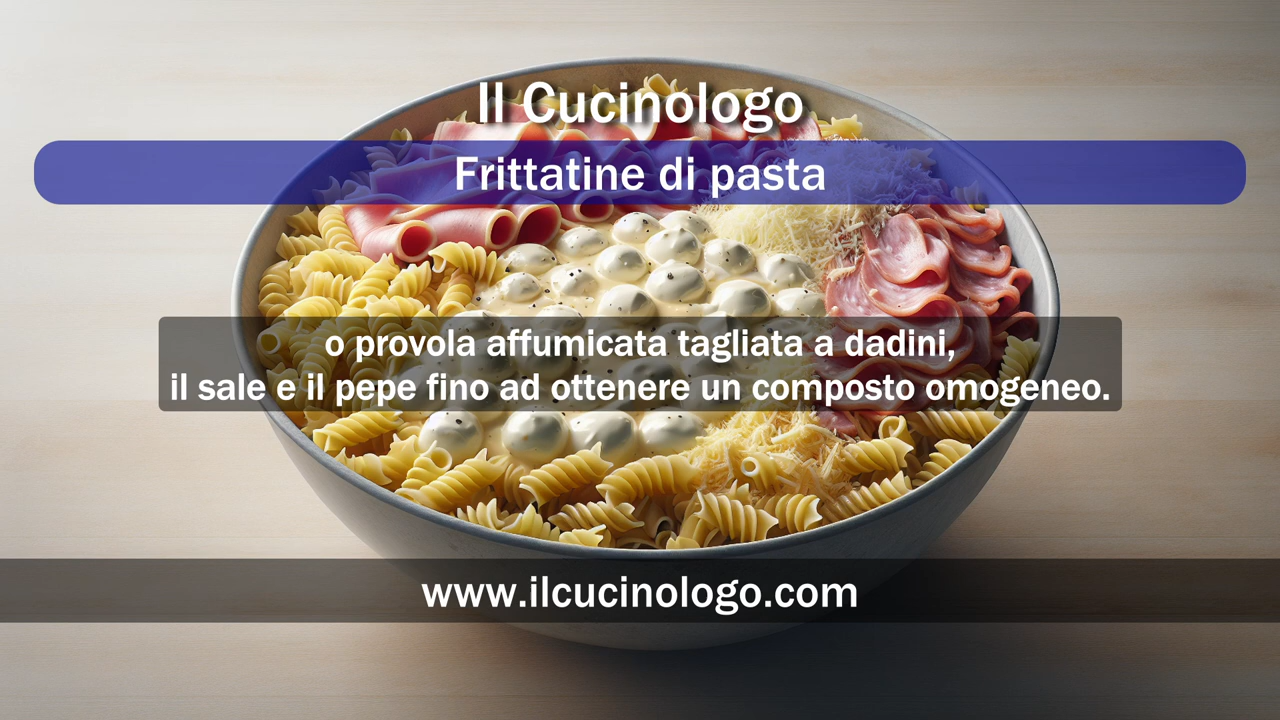 Il Cucinologo
Frittatine di pasta
o provola affumicata tagliata a dadini,
il sale e il pepe fino ad ottenere un composto omogeneo.
www.ilcucinologo.com